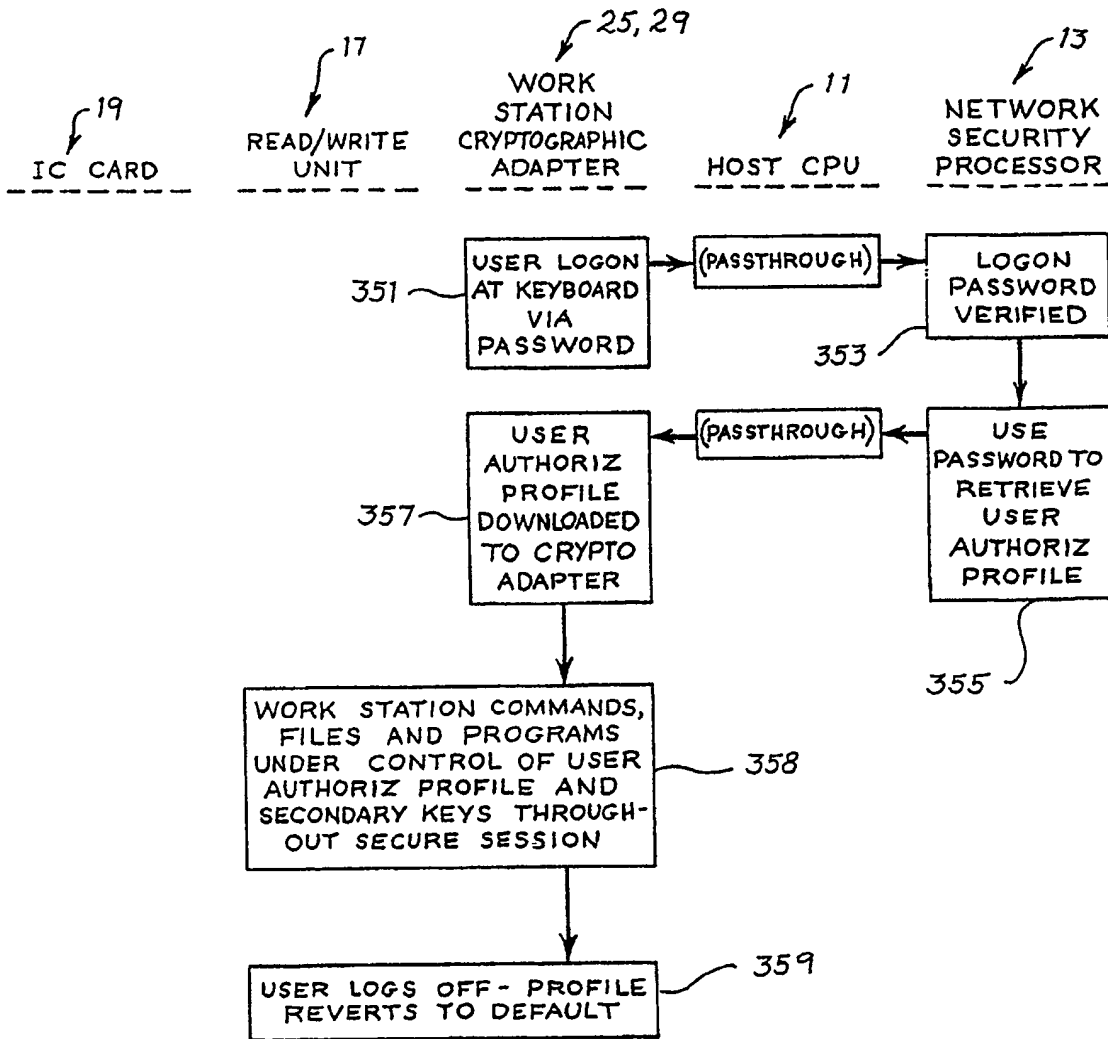 19
IC CARD
17
READ/WRITE
UNIT
25, 29
WORK
STATION
CRYPTOGRAPHIC
ADAPTER
11
HOST CPU
13
NETWORK
SECURITY
PROCESSOR
351
USER LOGON
AT KEYBOARD
VIA
PASSWORD
(PASSTHROUGH)
LOGON
PASSWORD
VERIFIED
353
357
USER
AUTHORIZ
PROFILE
DOWNLOADED
TO CRYPTO
ADAPTER
(PASSTHROUGH)
USE
PASSWORD TO
RETRIEVE
USER
AUTHORIZ
PROFILE
355
WORK STATION COMMANDS,
FILES AND PROGRAMS
UNDER CONTROL OF USER
AUTHORIZ PROFILE AND
SECONDARY KEYS THROUGH-
OUT SECURE SESSION
358
USER LOGS OFF - PROFILE
REVERTS TO DEFAULT
359